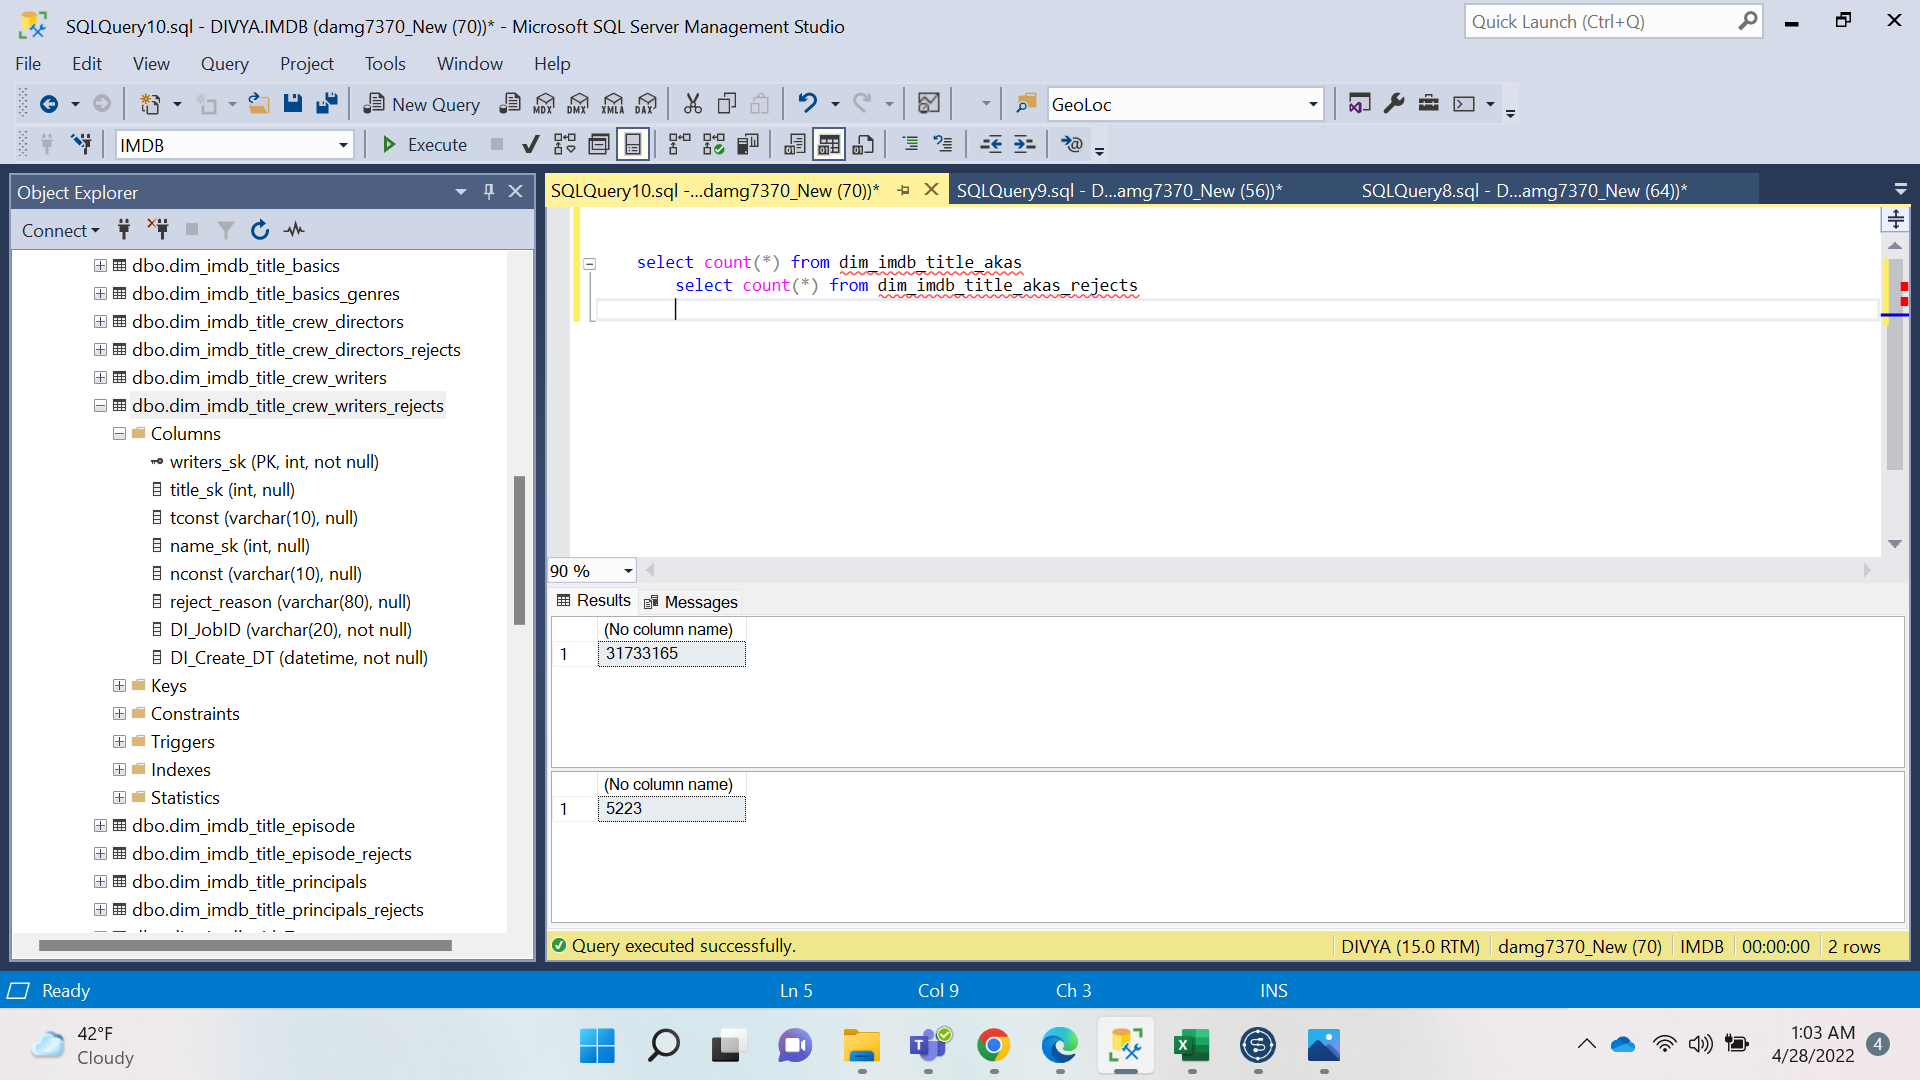 SQLQuery10.sql - DIVYA.IMDB (damg7370_New (70))* - Microsoft SQL Server Management Studio
Quick Launch (Ctrl+Q)
File Edit View Query Project Tools Window Help
New Query MDX DMX XMLA DAX GeoLoc
IMDB Execute
Object Explorer
Connect
dbo.dim_imdb_title_basics
dbo.dim_imdb_title_basics_genres
dbo.dim_imdb_title_crew_directors
dbo.dim_imdb_title_crew_directors_rejects
dbo.dim_imdb_title_crew_writers
dbo.dim_imdb_title_crew_writers_rejects
Columns
writers_sk (PK, int, not null)
title_sk (int, null)
tconst (varchar(10), null)
name_sk (int, null)
nconst (varchar(10), null)
reject_reason (varchar(80), null)
DI_JobID (varchar(20), not null)
DI_Create_DT (datetime, not null)
Keys
Constraints
Triggers
Indexes
Statistics
dbo.dim_imdb_title_episode
dbo.dim_imdb_title_episode_rejects
dbo.dim_imdb_title_principals
dbo.dim_imdb_title_principals_rejects
SQLQuery10.sql -...damg7370_New (70))* SQLQuery9.sql - D...amg7370_New (56))* SQLQuery8.sql - D...amg7370_New (64))*
select count(*) from dim_imdb_title_akas
select count(*) from dim_imdb_title_akas_rejects
90 %
Results Messages
(No column name)
1 31733165
(No column name)
1 5223
Query executed successfully. DIVYA (15.0 RTM) damg7370_New (70) IMDB 00:00:00 2 rows
Ready Ln 5 Col 9 Ch 3 INS
42°F
Cloudy
1:03 AM
4/28/2022
4